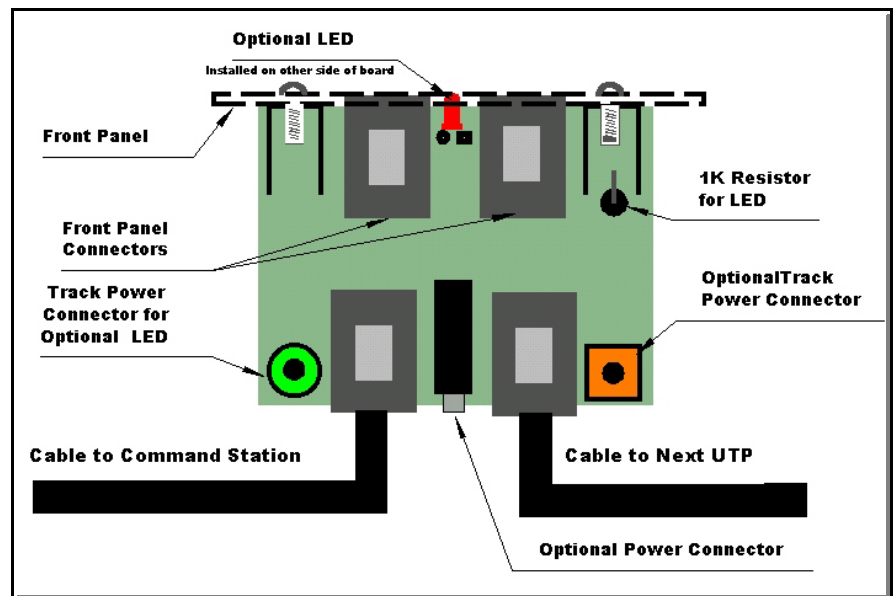 Optional LED
Installed on other side of board
Front Panel
1K Resistor
for LED
Front Panel
Connectors
OptionalTrack
Power Connector
Track Power
Connector for
Optional LED
Cable to Command Station
Cable to Next UTP
Optional Power Connector